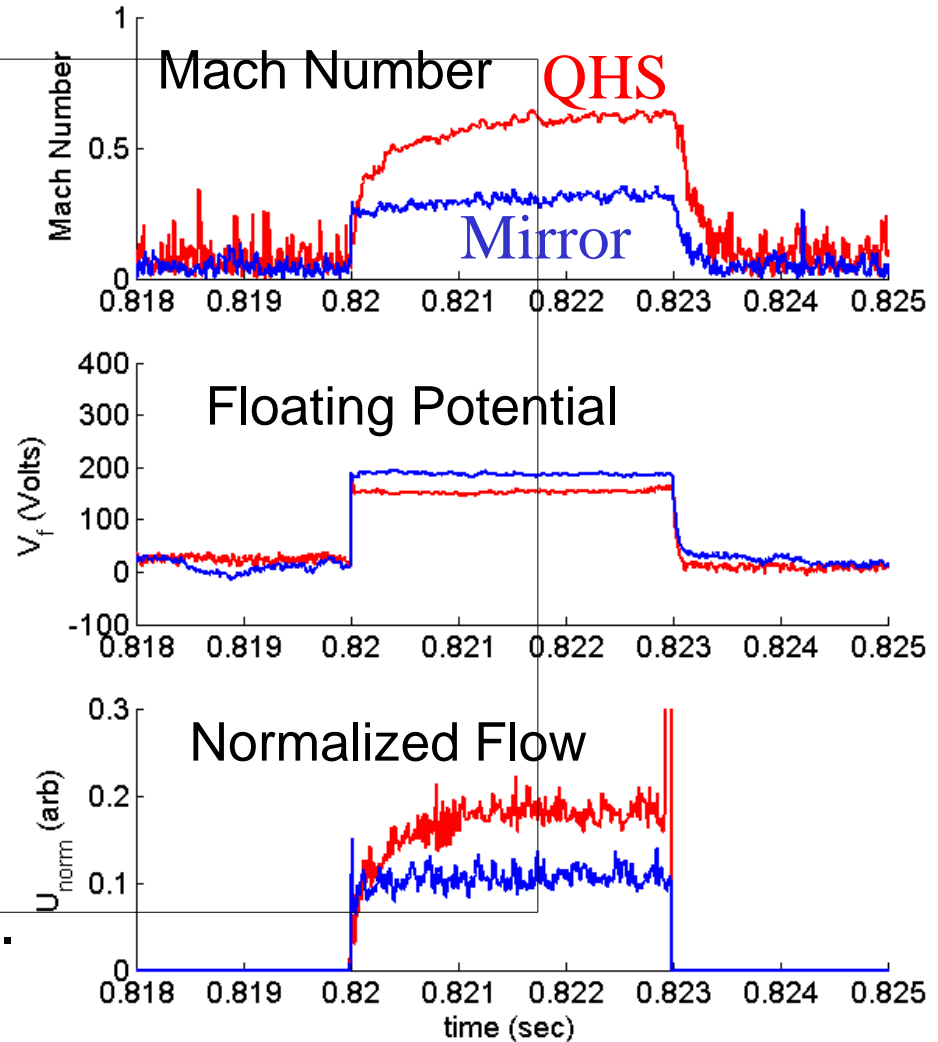 1
Mach Number QHS
Mach Number
0.5
Mirror
0
0.818 0.819 0.82 0.821 0.822 0.823 0.824 0.825
400
Floating Potential
300
V_f (Volts)
200
100
0
-100
0.818 0.819 0.82 0.821 0.822 0.823 0.824 0.825
0.3
Normalized Flow
U_norm (arb)
0.2
0.1
.
0
0.818 0.819 0.82 0.821 0.822 0.823 0.824 0.825
time (sec)